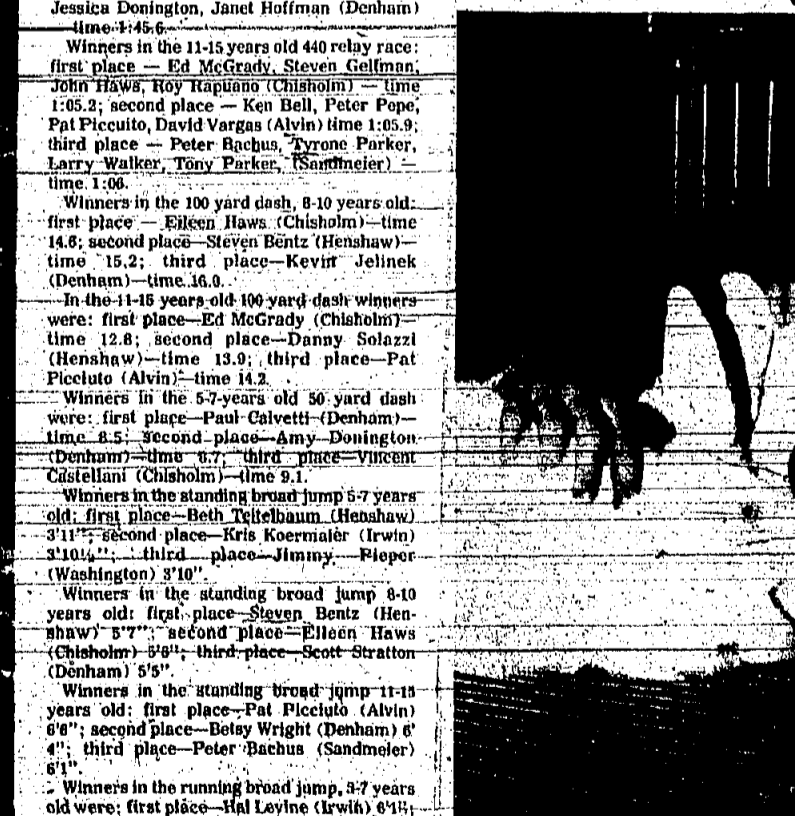 Jessica Donington, Janet Hoffman (Denham)
—time 1:45.6.
Winners in the 11-15 years old 440 relay race:
first place — Ed McGrady, Steven Gelfman,
John Haws, Roy Rapuano (Chisholm) — time
1:05.2; second place — Ken Bell, Peter Pepe,
Pat Piccuito, David Vargas (Alvin) time 1:05.9;
third place — Peter Bachus, Tyrone Parker,
Larry Walker, Tony Parker, (Sandmeier) —
time 1:06.
Winners in the 100 yard dash, 8-10 years old:
first place — Eileen Haws (Chisholm)—time
14.6; second place—Steven Bentz (Henshaw)—
time 15.2; third place—Kevin Jelinek
(Denham)—time 16.0.
In the 11-15 years old 100 yard dash winners
were: first place—Ed McGrady (Chisholm)—
time 12.8; second place—Danny Solazzi
(Henshaw)—time 13.9; third place—Pat
Picciuto (Alvin)—time 14.2.
Winners in the 5-7-years old 50 yard dash
were: first place—Paul Calvetti (Denham)—
time 8.5; second place—Amy Donington
(Denham)—time 8.7; third place—Vincent
Castellani (Chisholm)—time 9.1.
Winners in the standing broad jump 5-7 years
old: first place—Beth Teitelbaum (Henshaw)
3'11"; second place—Kris Koermaier (Irwin)
3'10½"; third place—Jimmy Pieper
(Washington) 3'10".
Winners in the standing broad jump 8-10
years old: first place—Steven Bentz (Hen-
shaw) 5'7"; second place—Eileen Haws
(Chisholm) 5'6"; third place—Scott Stratton
(Denham) 5'5".
Winners in the standing broad jump 11-15
years old: first place—Pat Picciuto (Alvin)
6'6"; second place—Betsy Wright (Denham) 6'
4"; third place—Peter Bachus (Sandmeier)
6'1".
Winners in the running broad jump, 5-7 years
old were: first place—Hal Levine (Irwin)